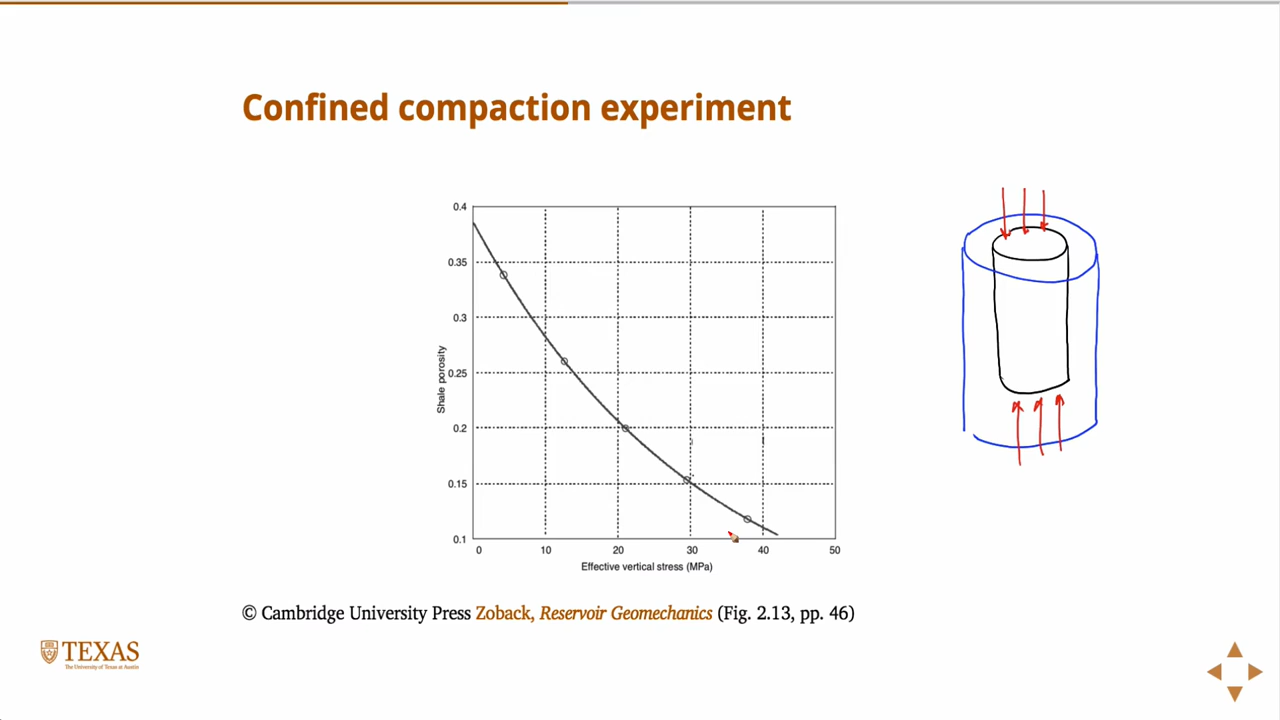 Confined compaction experiment
0.4
0.35
0.3
0.25
0.2
0.15
0.1
Shale porosity
0 10 20 30 40 50
Effective vertical stress (MPa)
© Cambridge University Press Zoback, Reservoir Geomechanics (Fig. 2.13, pp. 46)
TEXAS
The University of Texas at Austin